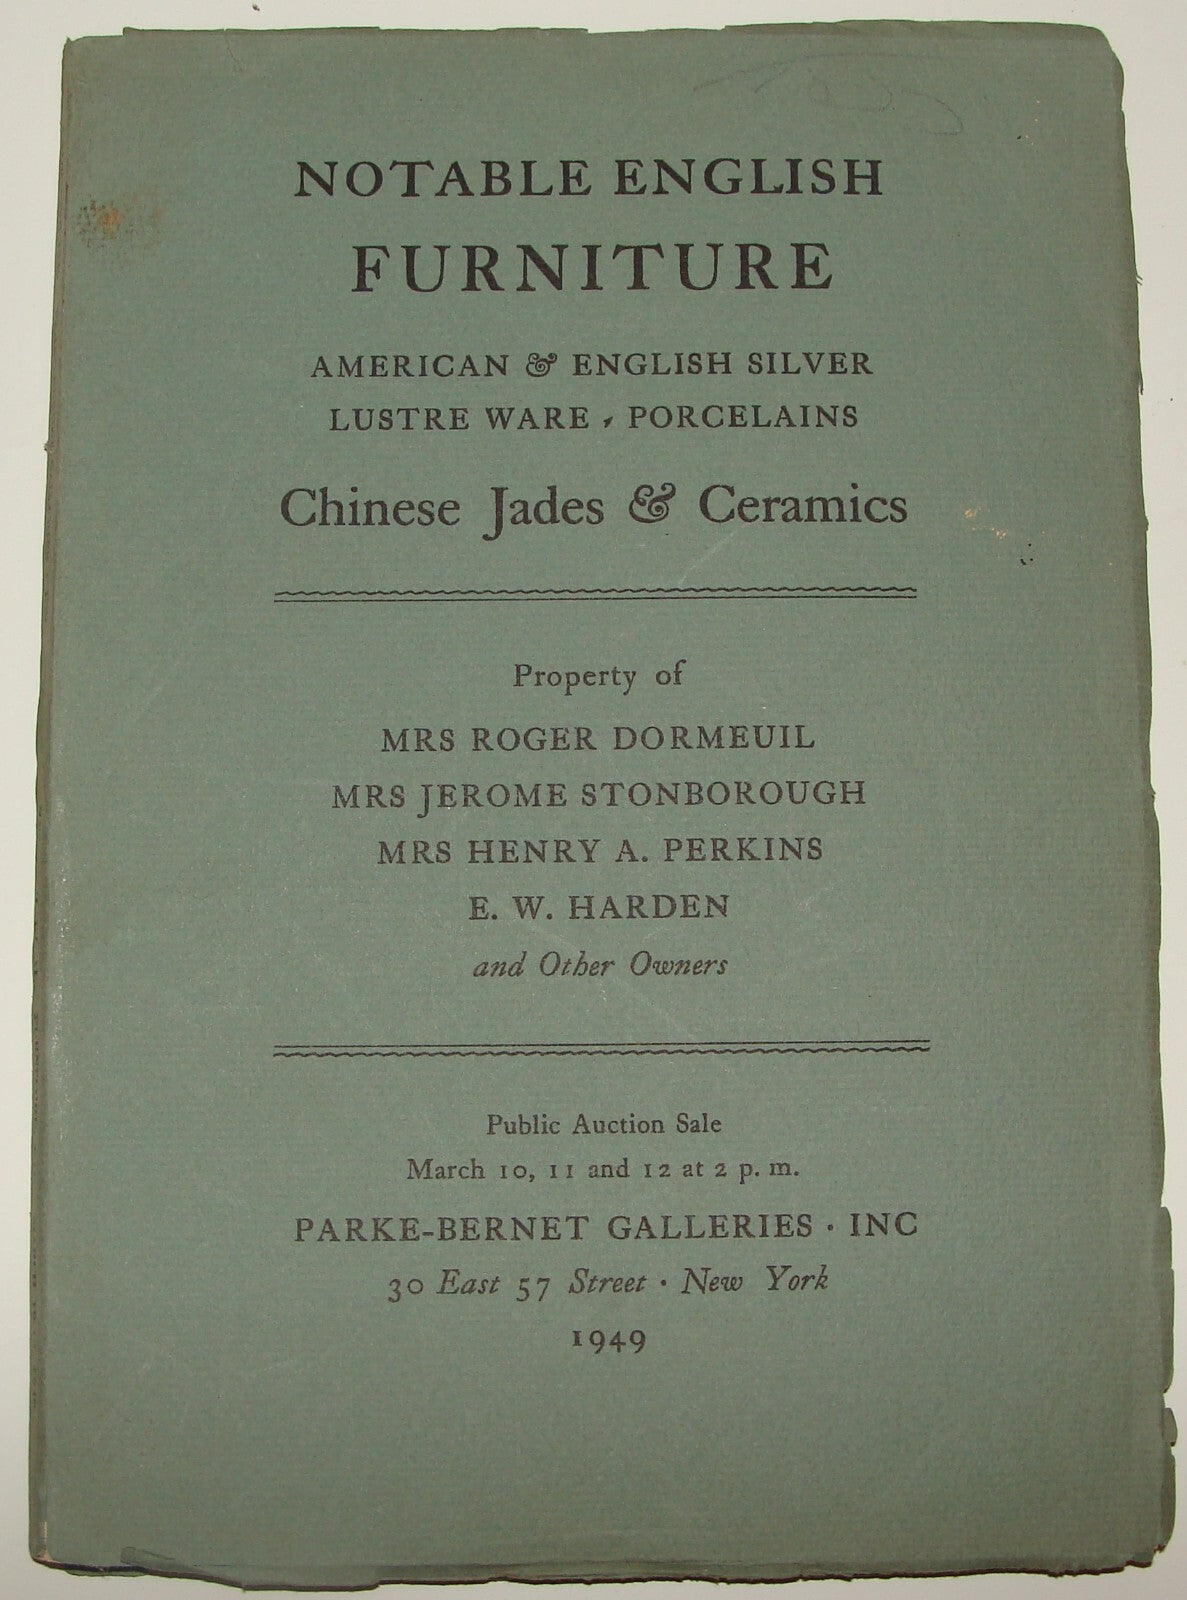 NOTABLE ENGLISH
FURNITURE
AMERICAN & ENGLISH SILVER
LUSTRE WARE · PORCELAINS
Chinese Jades & Ceramics
Property of
MRS ROGER DORMEUIL
MRS JEROME STONBOROUGH
MRS HENRY A. PERKINS
E. W. HARDEN
and Other Owners
Public Auction Sale
March 10, 11 and 12 at 2 p. m.
PARKE-BERNET GALLERIES · INC
30 East 57 Street · New York
1949